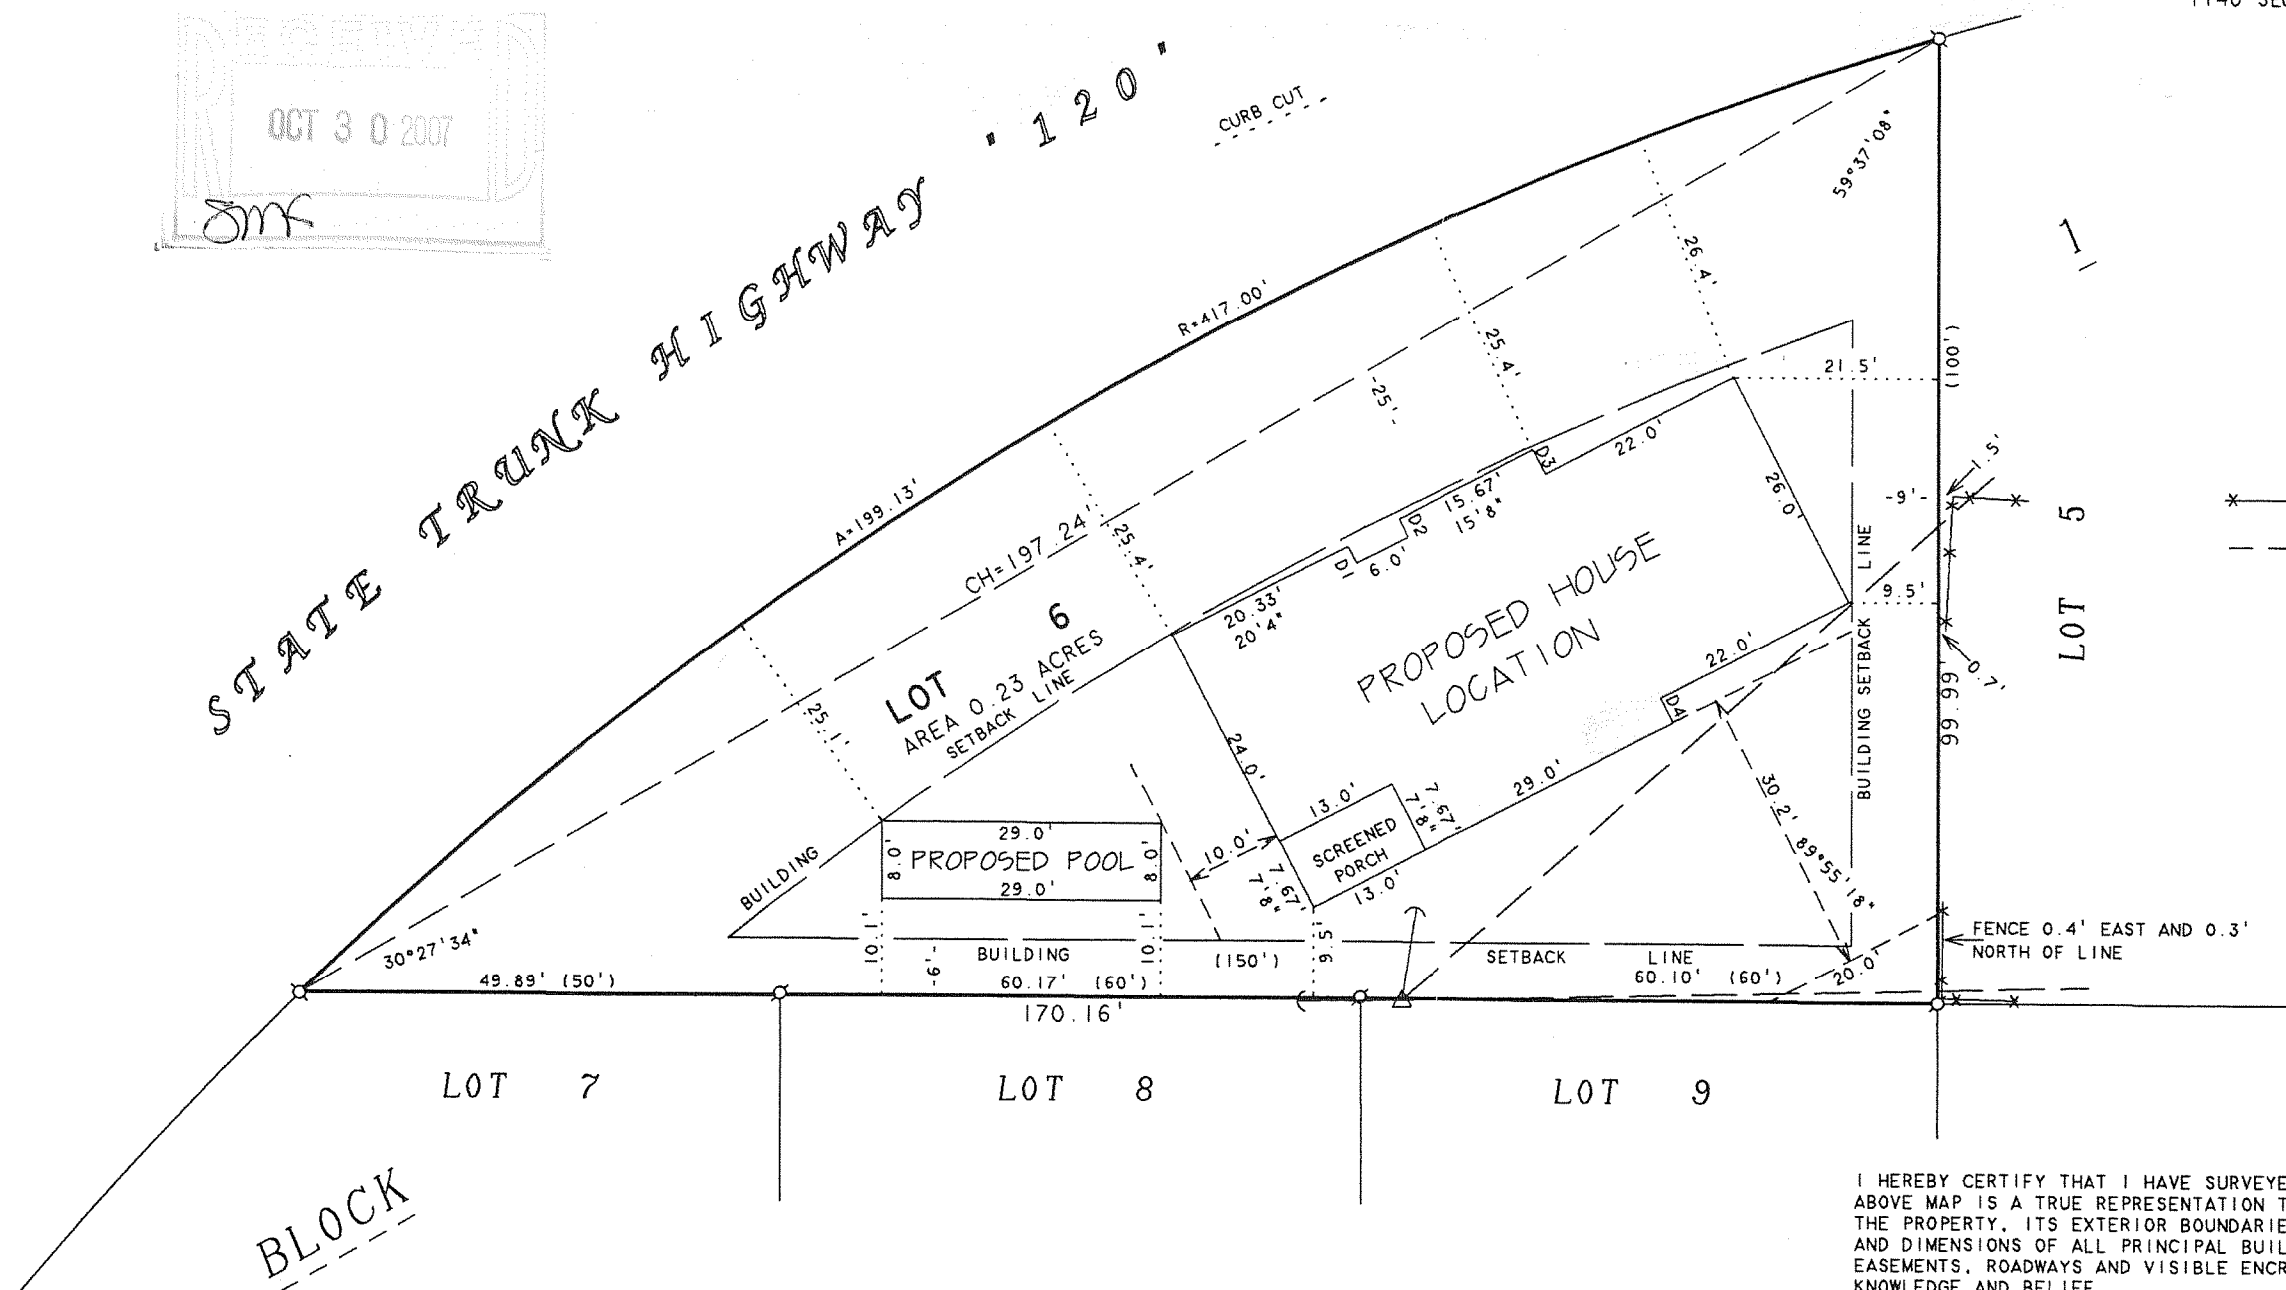 RECEIVED
OCT 3 0 2007
SMK
STATE TRUNK HIGHWAY "120"
CURB CUT
59°37'08"
1
R=417.00'
A=199.13'
CH=197.24'
26.4'
25.4'
-25'-
25.4'
25.1'
21.5'
(100')
22.0'
D3
26.0'
15.67'
15'8"
D2
D1
6.0'
20.33'
20'4"
1.5'
-9'-
9.5'
0.7'
99.99'
LOT 5
LOT 6
AREA 0.23 ACRES
BUILDING SETBACK LINE
PROPOSED HOUSE
LOCATION
BUILDING SETBACK LINE
22.0'
D4
29.0'
24.0'
13.0'
7.67'
7'8"
SCREENED
PORCH
13.0'
7.67'
7'8"
10.0'
30.2'
89°55'18"
20.0'
29.0'
8.0'
PROPOSED POOL
8.0'
29.0'
10.1'
10.1'
9.5'
-6'-
BUILDING
(150')
SETBACK
LINE
30°27'34"
49.89' (50')
60.17' (60')
60.10' (60')
170.16'
FENCE 0.4' EAST AND 0.3'
NORTH OF LINE
LOT 7
LOT 8
LOT 9
BLOCK
I HEREBY CERTIFY THAT I HAVE SURVEYE
ABOVE MAP IS A TRUE REPRESENTATION T
THE PROPERTY, ITS EXTERIOR BOUNDARIE
AND DIMENSIONS OF ALL PRINCIPAL BUIL
EASEMENTS, ROADWAYS AND VISIBLE ENCR
KNOWLEDGE AND BELIEF